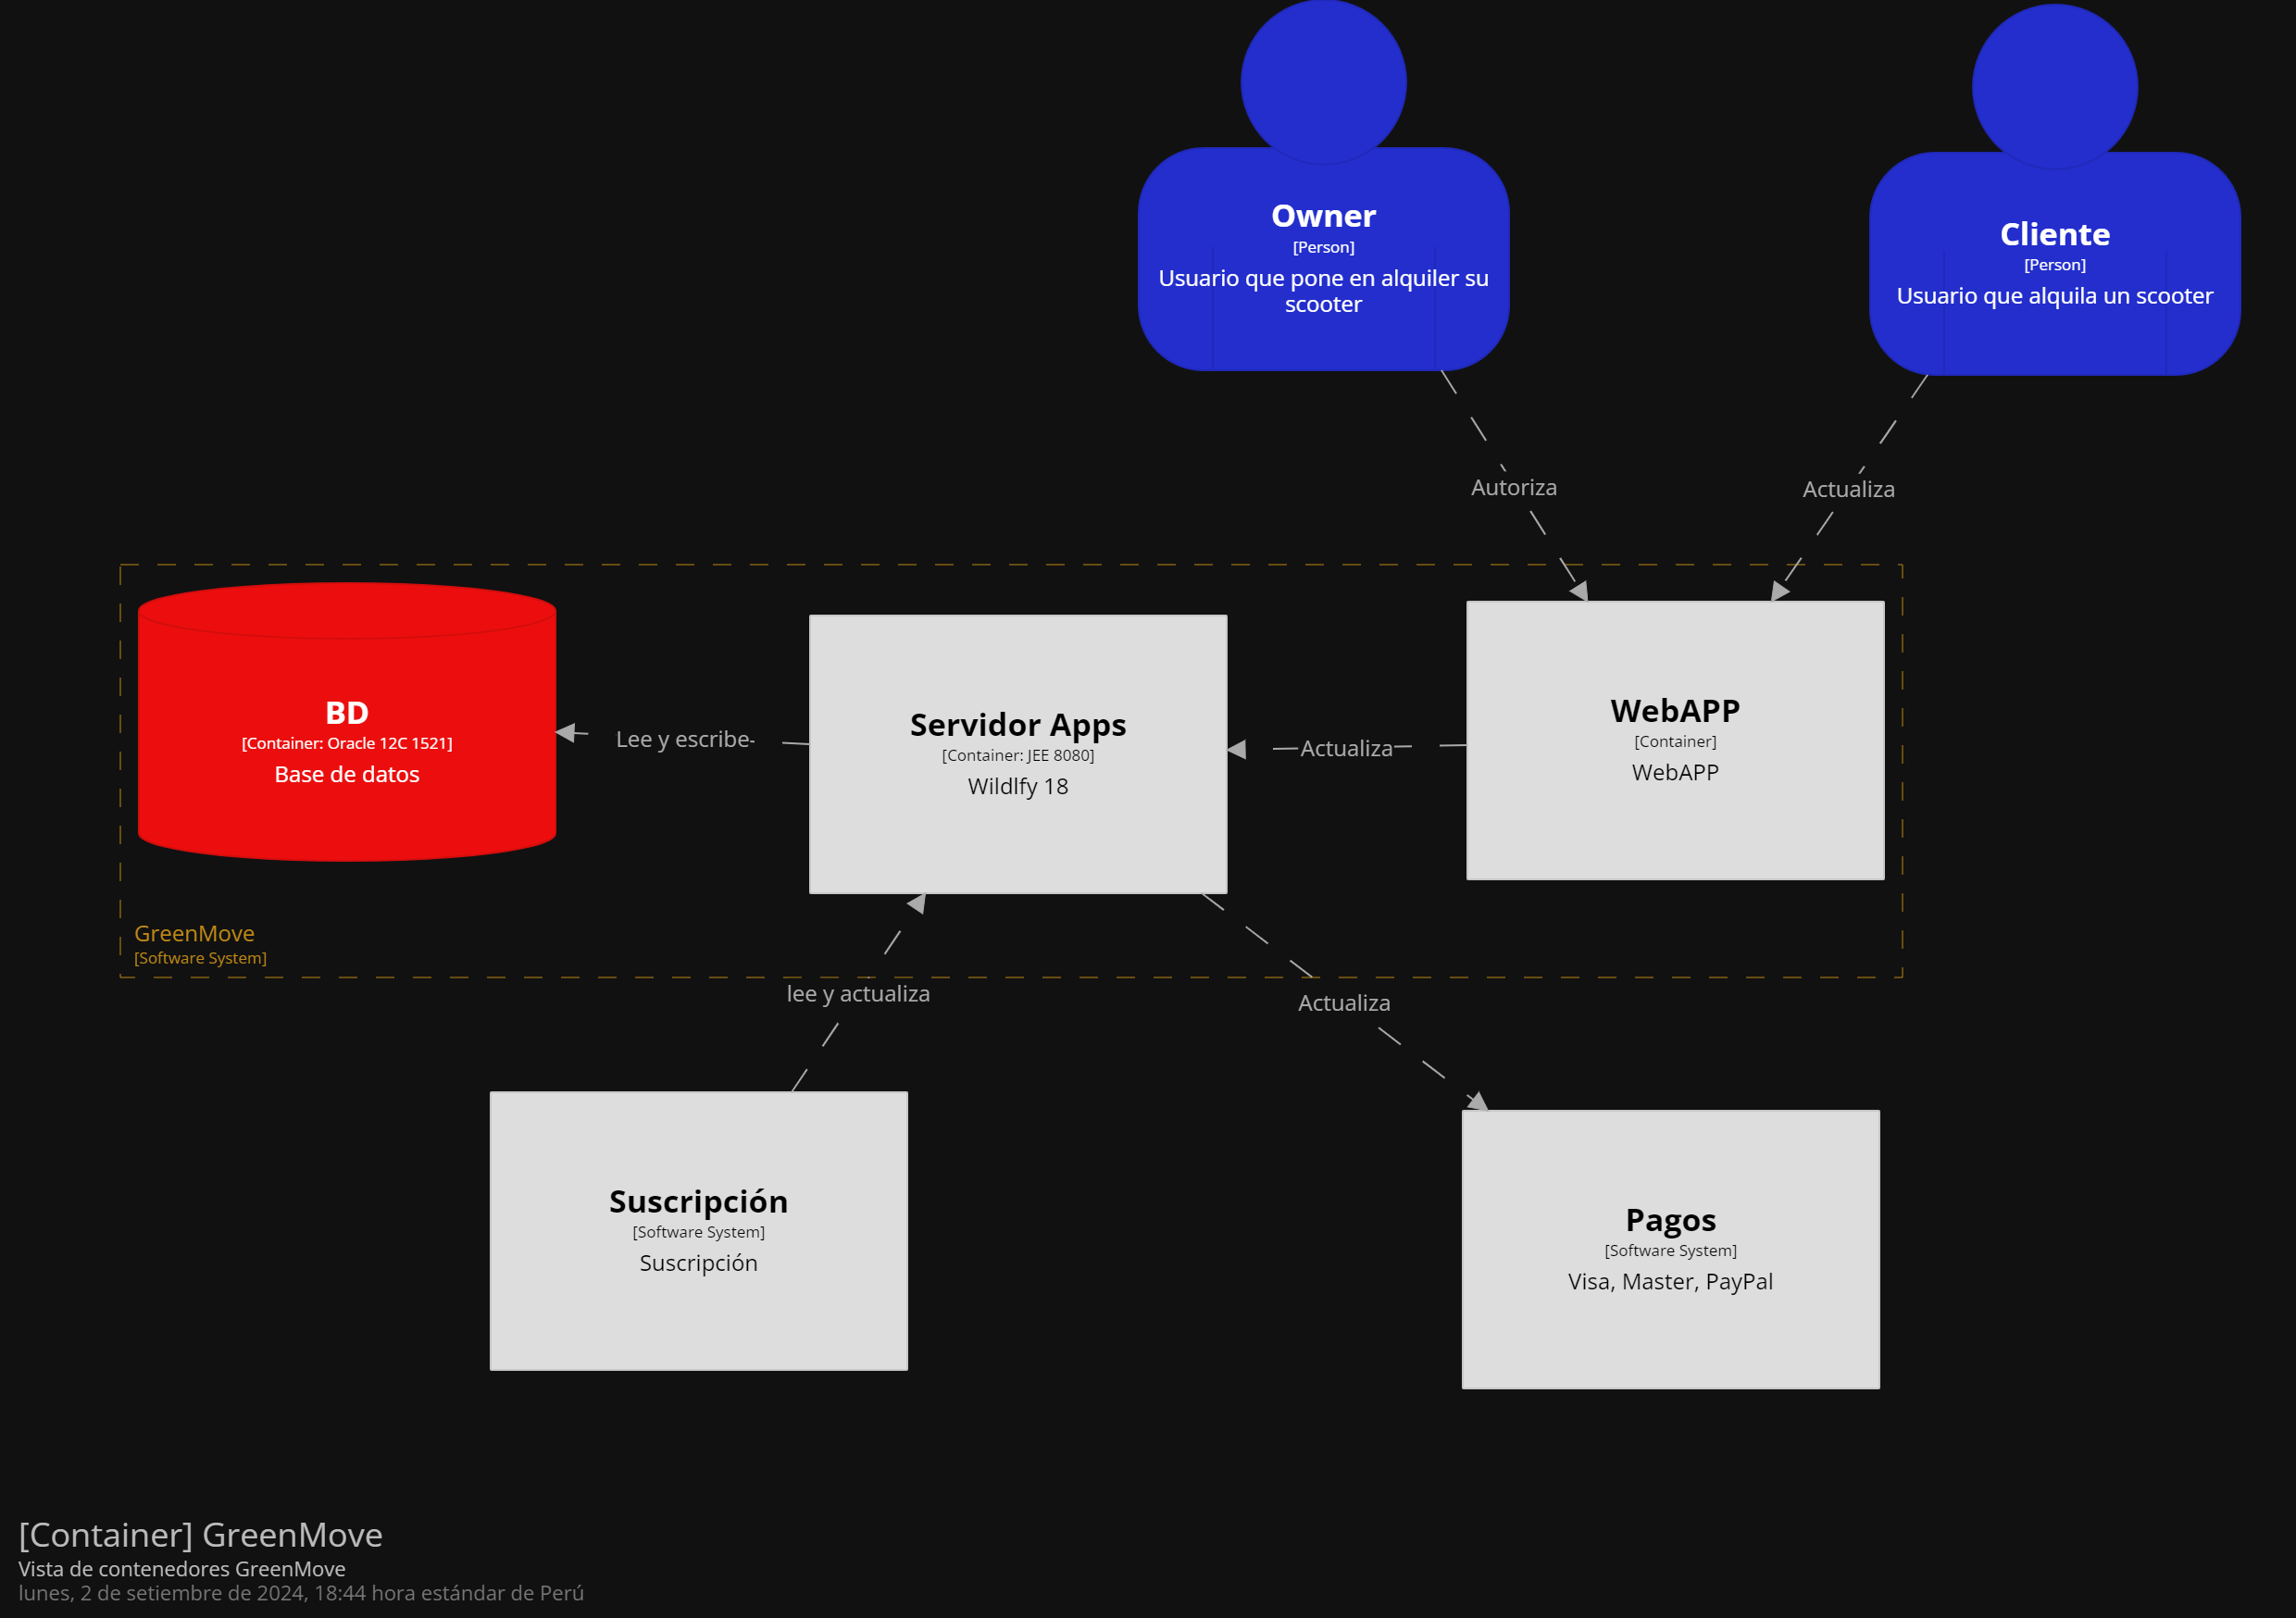 Owner
[Person]
Usuario que pone en alquiler su
scooter
Cliente
[Person]
Usuario que alquila un scooter
Autoriza
Actualiza
BD
[Container: Oracle 12C 1521]
Base de datos
Lee y escribe
Servidor Apps
[Container: JEE 8080]
Wildlfy 18
Actualiza
WebAPP
[Container]
WebAPP
GreenMove
[Software System]
lee y actualiza
Actualiza
Suscripción
[Software System]
Suscripción
Pagos
[Software System]
Visa, Master, PayPal
[Container] GreenMove
Vista de contenedores GreenMove
lunes, 2 de setiembre de 2024, 18:44 hora estándar de Perú